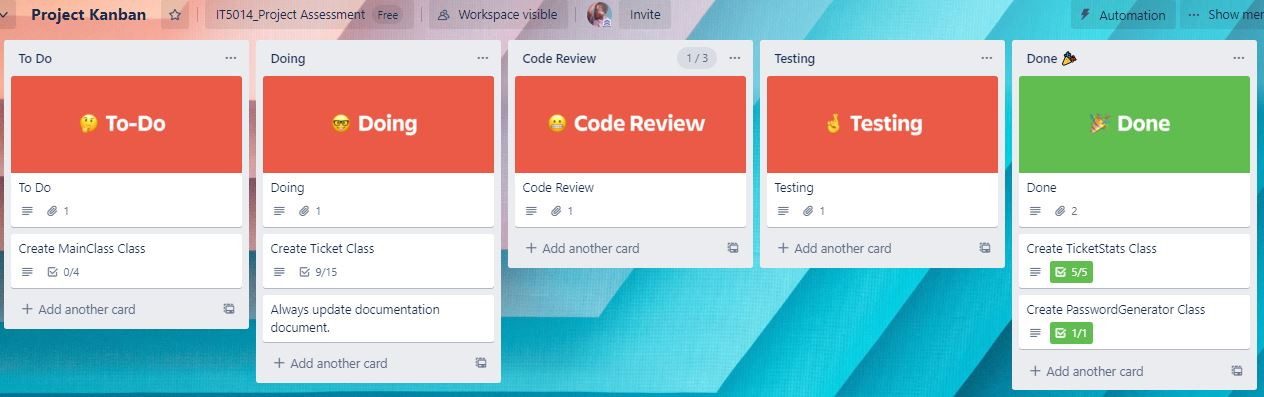 Project Kanban
IT5014_Project Assessment Free
Workspace visible
Invite
Automation
Show
To Do
To-Do
To Do
1
Create MainClass Class
0/4
+ Add another card
Doing
Doing
Doing
1
Create Ticket Class
9/15
Always update documentation
document.
+ Add another card
Code Review 1 / 3
Code Review
Code Review
1
+ Add another card
Testing
Testing
Testing
1
+ Add another card
Done
Done
Done
2
Create TicketStats Class
5/5
Create PasswordGenerator Class
1/1
+ Add another card